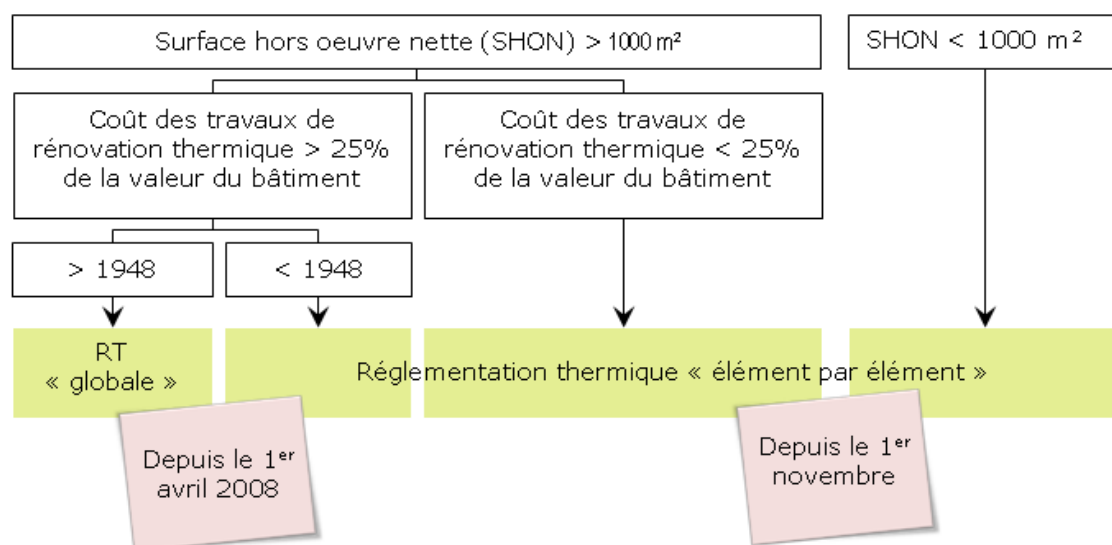 Surface hors oeuvre nette (SHON) > 1000 m²
SHON < 1000 m²
Coût des travaux de
rénovation thermique > 25%
de la valeur du bâtiment
Coût des travaux de
rénovation thermique < 25%
de la valeur du bâtiment
> 1948
< 1948
RT
« globale »
Réglementation thermique « élément par élément »
Depuis le 1er
avril 2008
Depuis le 1er
novembre